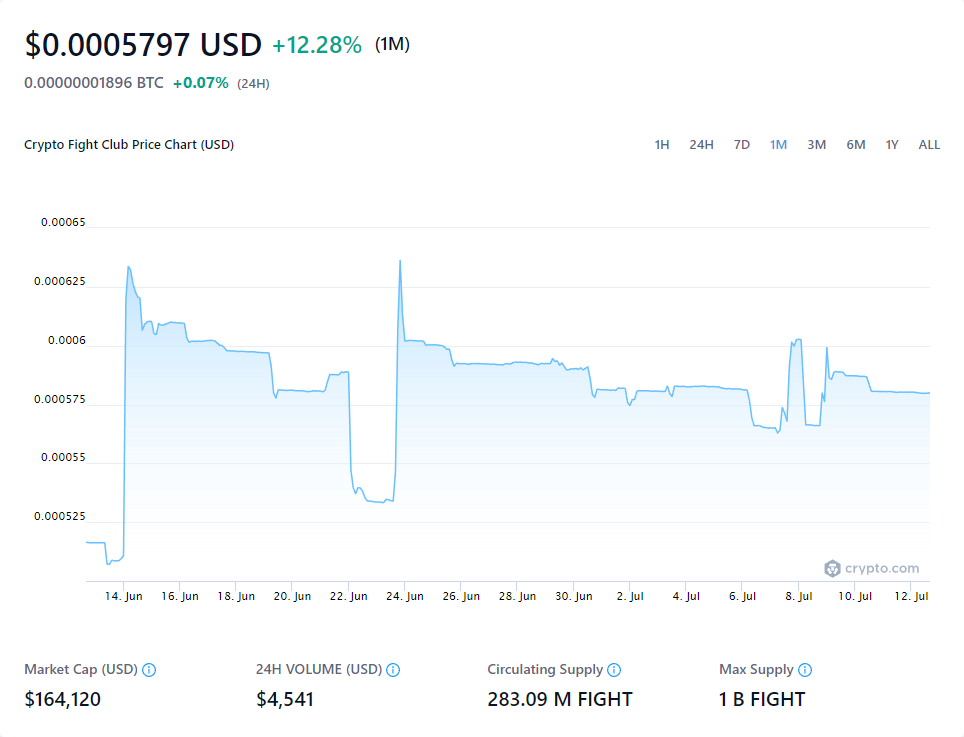 $0.0005797 USD +12.28% (1M)
0.00000001896 BTC +0.07% (24H)
Crypto Fight Club Price Chart (USD) 1H 24H 7D 1M 3M 6M 1Y ALL
0.00065
0.000625
0.0006
0.000575
0.00055
0.000525
crypto.com
14. Jun 16. Jun 18. Jun 20. Jun 22. Jun 24. Jun 26. Jun 28. Jun 30. Jun 2. Jul 4. Jul 6. Jul 8. Jul 10. Jul 12. Jul
Market Cap (USD) 24H VOLUME (USD) Circulating Supply Max Supply
$164,120 $4,541 283.09 M FIGHT 1 B FIGHT